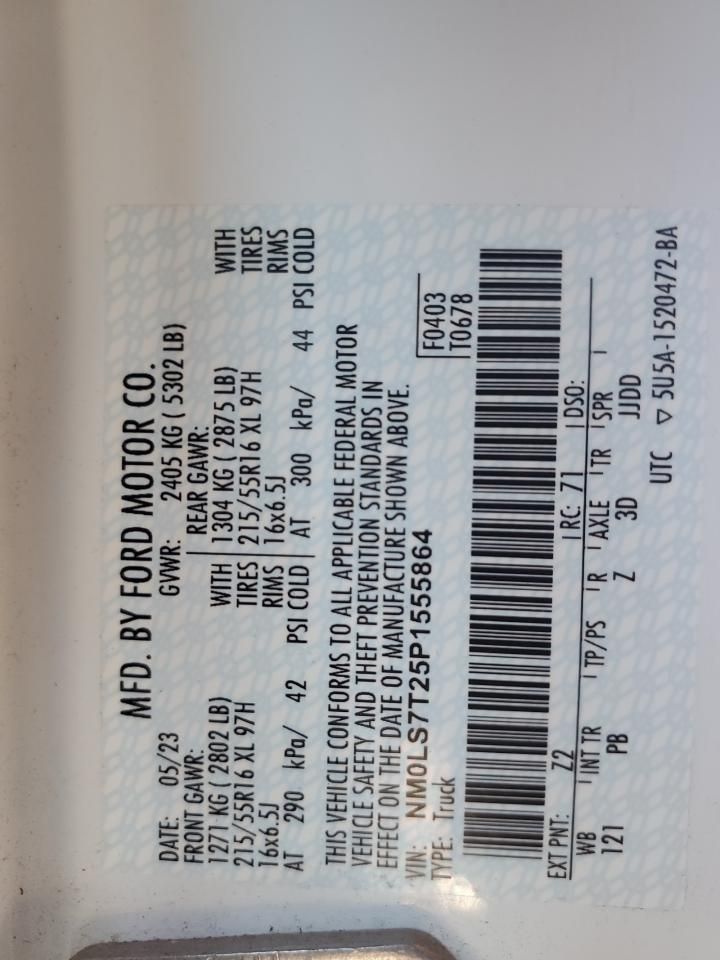 MFD. BY FORD MOTOR CO.
DATE: 05/23 GVWR: 2405 KG ( 5302 LB)
FRONT GAWR: REAR GAWR:
1271 KG ( 2802 LB) WITH 1304 KG ( 2875 LB) WITH
215/55R16 XL 97H TIRES 215/55R16 XL 97H TIRES
16x6.5J RIMS 16x6.5J RIMS
AT 290 kPa/ 42 PSI COLD AT 300 kPa/ 44 PSI COLD
THIS VEHICLE CONFORMS TO ALL APPLICABLE FEDERAL MOTOR
VEHICLE SAFETY AND THEFT PREVENTION STANDARDS IN
EFFECT ON THE DATE OF MANUFACTURE SHOWN ABOVE.
VIN: NM0LS7T25P1555864 F0403
TYPE: Truck T0678
EXT PNT: Z2 RC: 71 DSO:
WB INT TR TP/PS R AXLE TR SPR
121 PB Z 3D JJDD
UTC ▽ 5U5A-1520472-BA